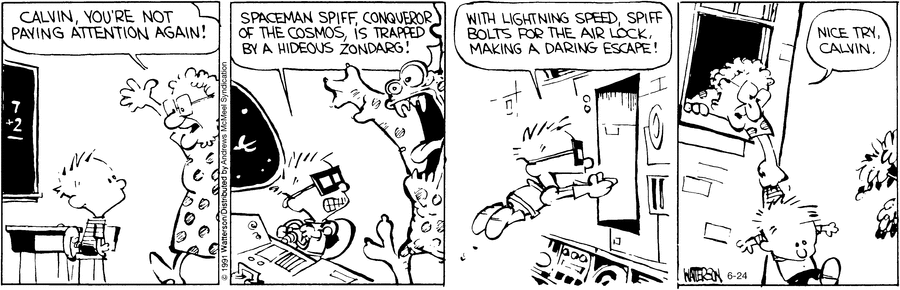 CALVIN, YOU'RE NOT
PAYING ATTENTION AGAIN!
7
+2
SPACEMAN SPIFF, CONQUEROR
OF THE COSMOS, IS TRAPPED
BY A HIDEOUS ZONDARG!
© 1991 Watterson/Distributed by Andrews McMeel Syndication
WITH LIGHTNING SPEED, SPIFF
BOLTS FOR THE AIR LOCK,
MAKING A DARING ESCAPE!
NICE TRY,
CALVIN.
WATTERSON 6-24